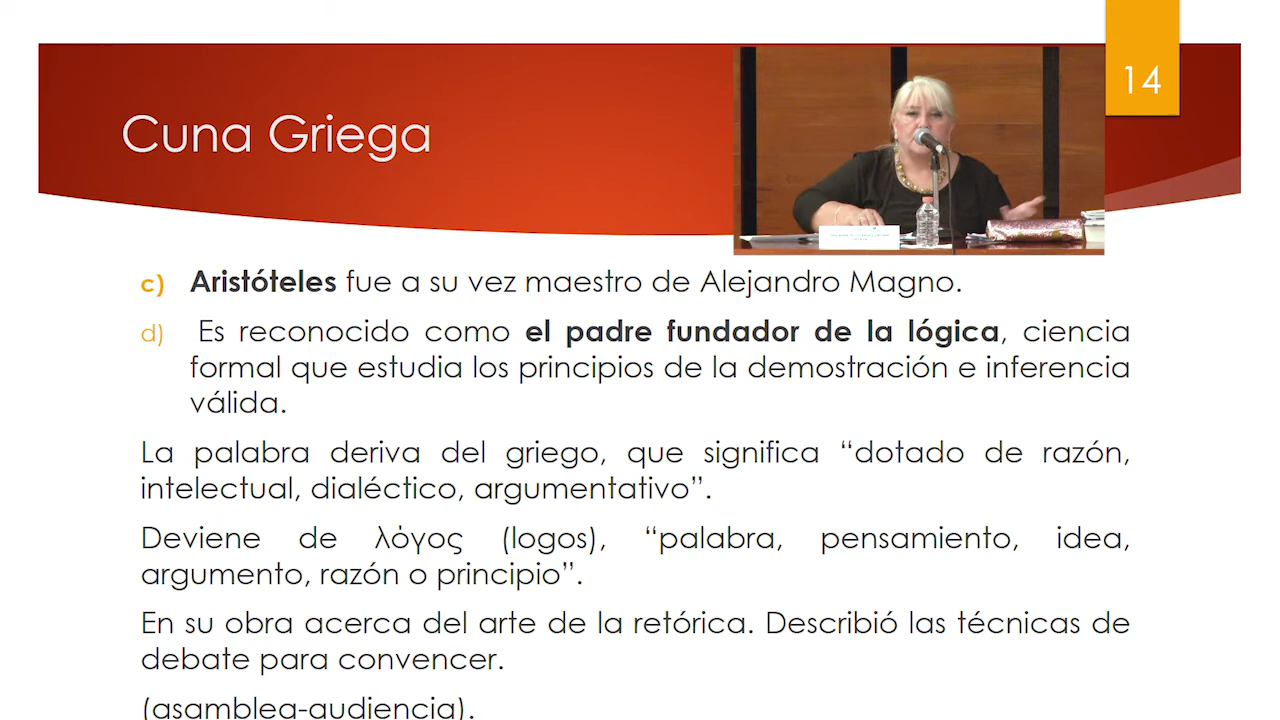 14
Cuna Griega
c) Aristóteles fue a su vez maestro de Alejandro Magno.
d) Es reconocido como el padre fundador de la lógica, ciencia
formal que estudia los principios de la demostración e inferencia
válida.
La palabra deriva del griego, que significa “dotado de razón,
intelectual, dialéctico, argumentativo”.
Deviene de λόγος (logos), “palabra, pensamiento, idea,
argumento, razón o principio”.
En su obra acerca del arte de la retórica. Describió las técnicas de
debate para convencer.
(asamblea-audiencia).